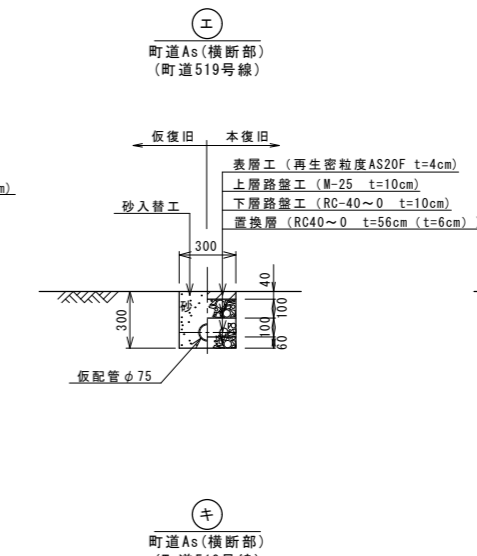 エ
町道As(横断部)
(町道519号線)
仮復旧 本復旧
表層工 (再生密粒度AS20F t=4cm)
上層路盤工 (M-25 t=10cm)
下層路盤工 (RC-40～0 t=10cm)
置換層 (RC40～0 t=56cm (t=6cm)
砂入替工
300
40
100
100
60
300
砂
仮配管φ75
m)
キ
町道As(横断部)